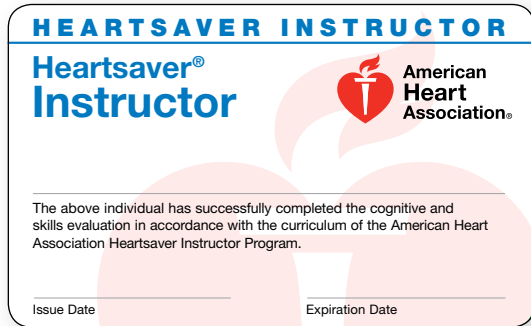 HEARTSAVER INSTRUCTOR
Heartsaver®
Instructor
American
Heart
Association®
The above individual has successfully completed the cognitive and
skills evaluation in accordance with the curriculum of the American Heart
Association Heartsaver Instructor Program.
Issue Date
Expiration Date